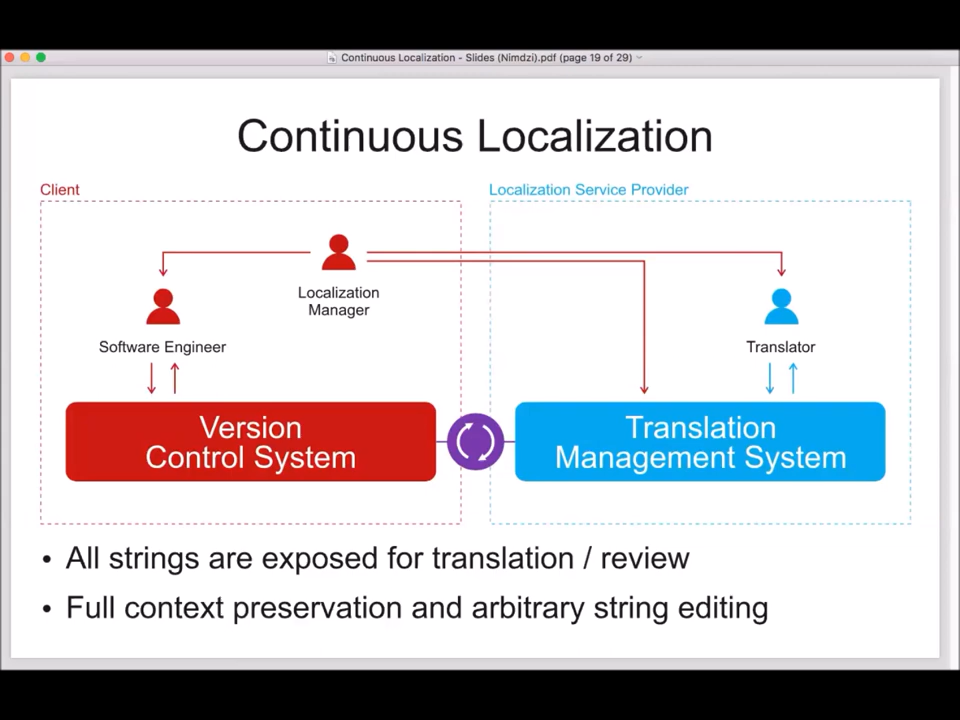 Continuous Localization - Slides (Nimdzi).pdf (page 19 of 29)
Continuous Localization
Client
Localization Service Provider
Localization
Manager
Software Engineer
Translator
Version
Control System
Translation
Management System
• All strings are exposed for translation / review
• Full context preservation and arbitrary string editing